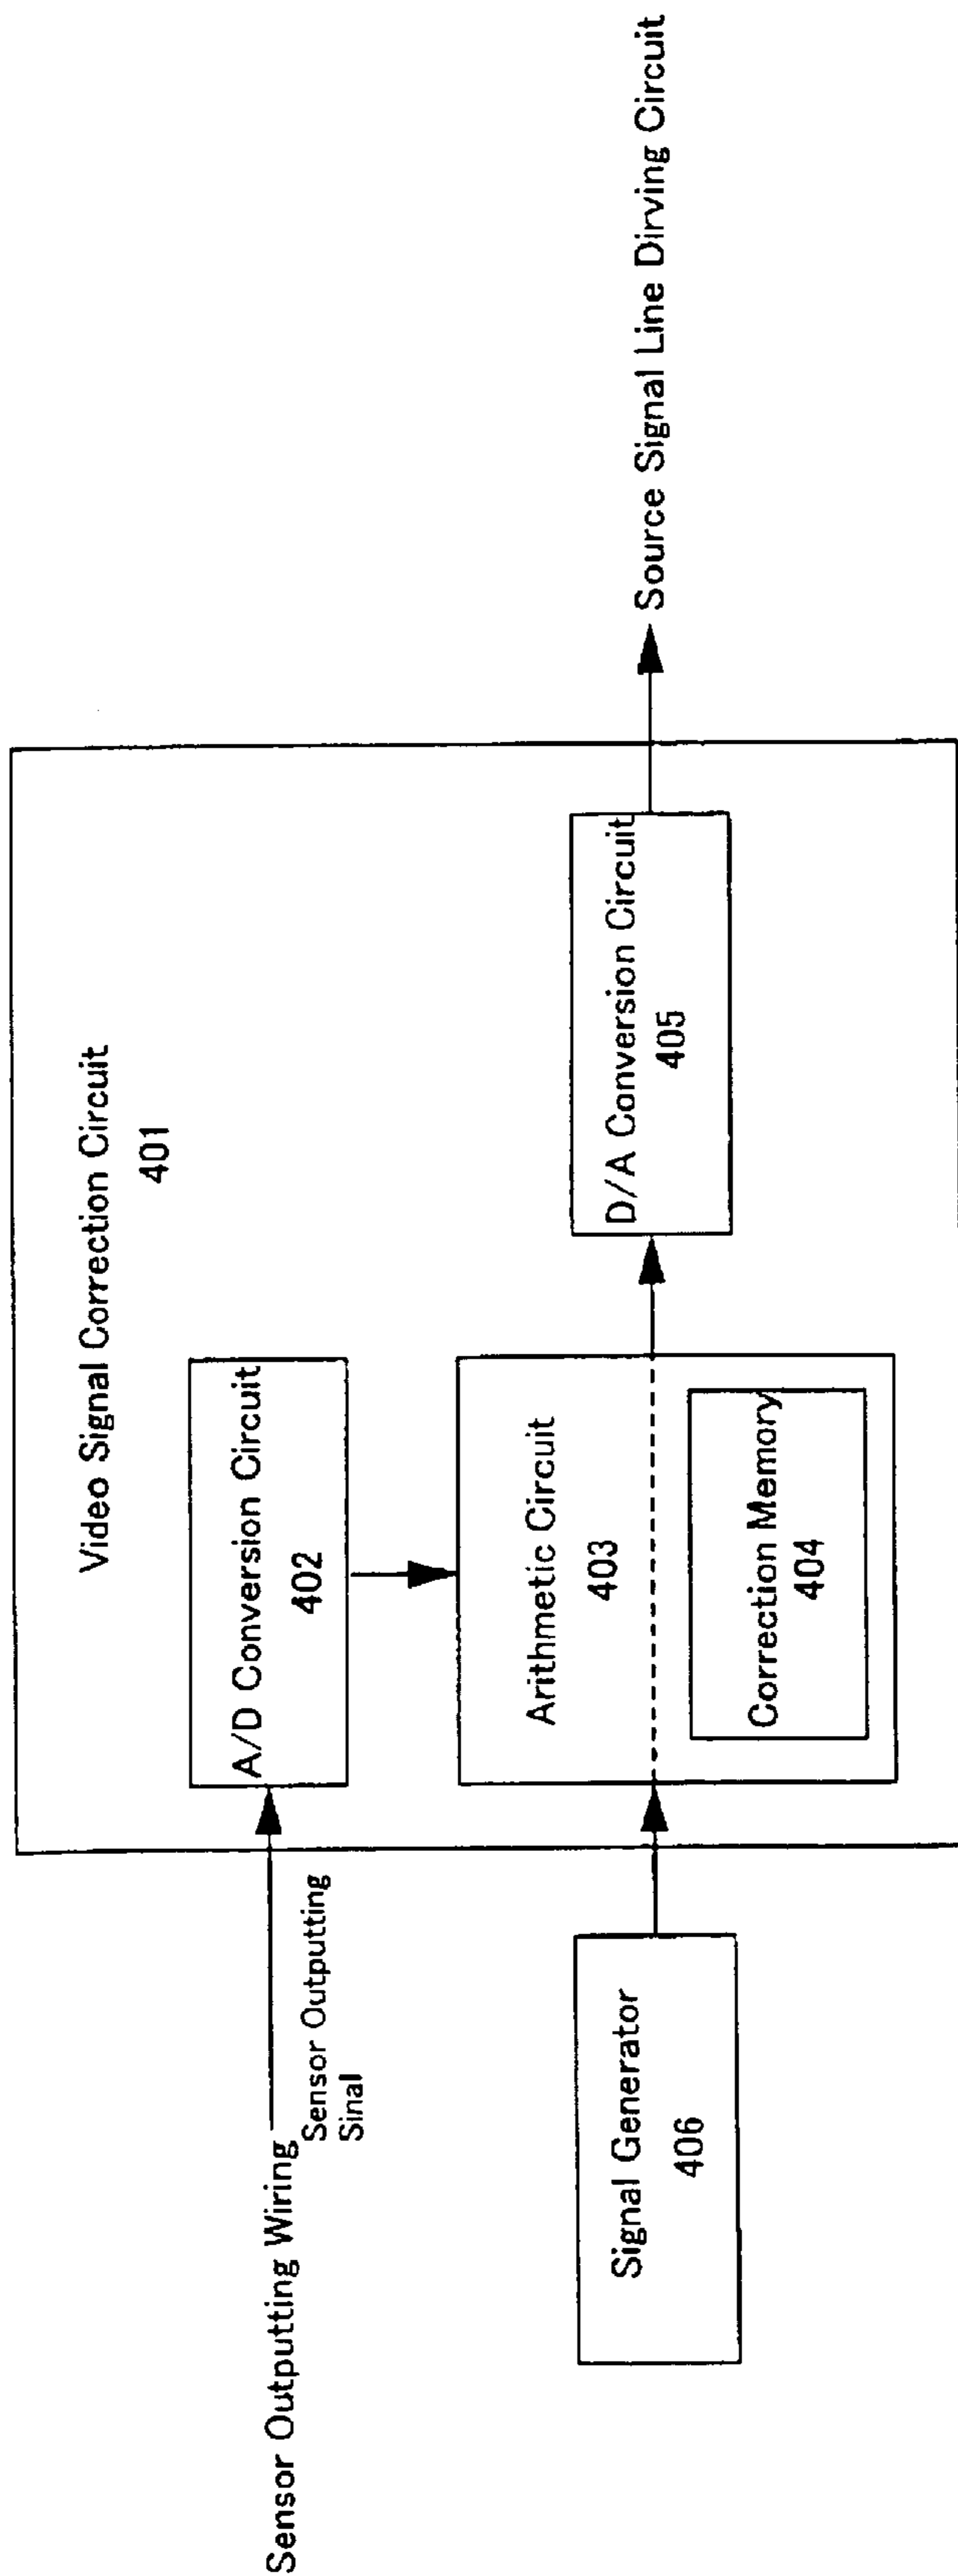 Video Signal Correction Circuit
401
A/D Conversion Circuit
402
Sensor Outputting Wiring
Sensor Outputting
Sinal
Arithmetic Circuit
403
Correction Memory
404
D/A Conversion Circuit
405
Source Signal Line Dirving Circuit
Signal Generator
406